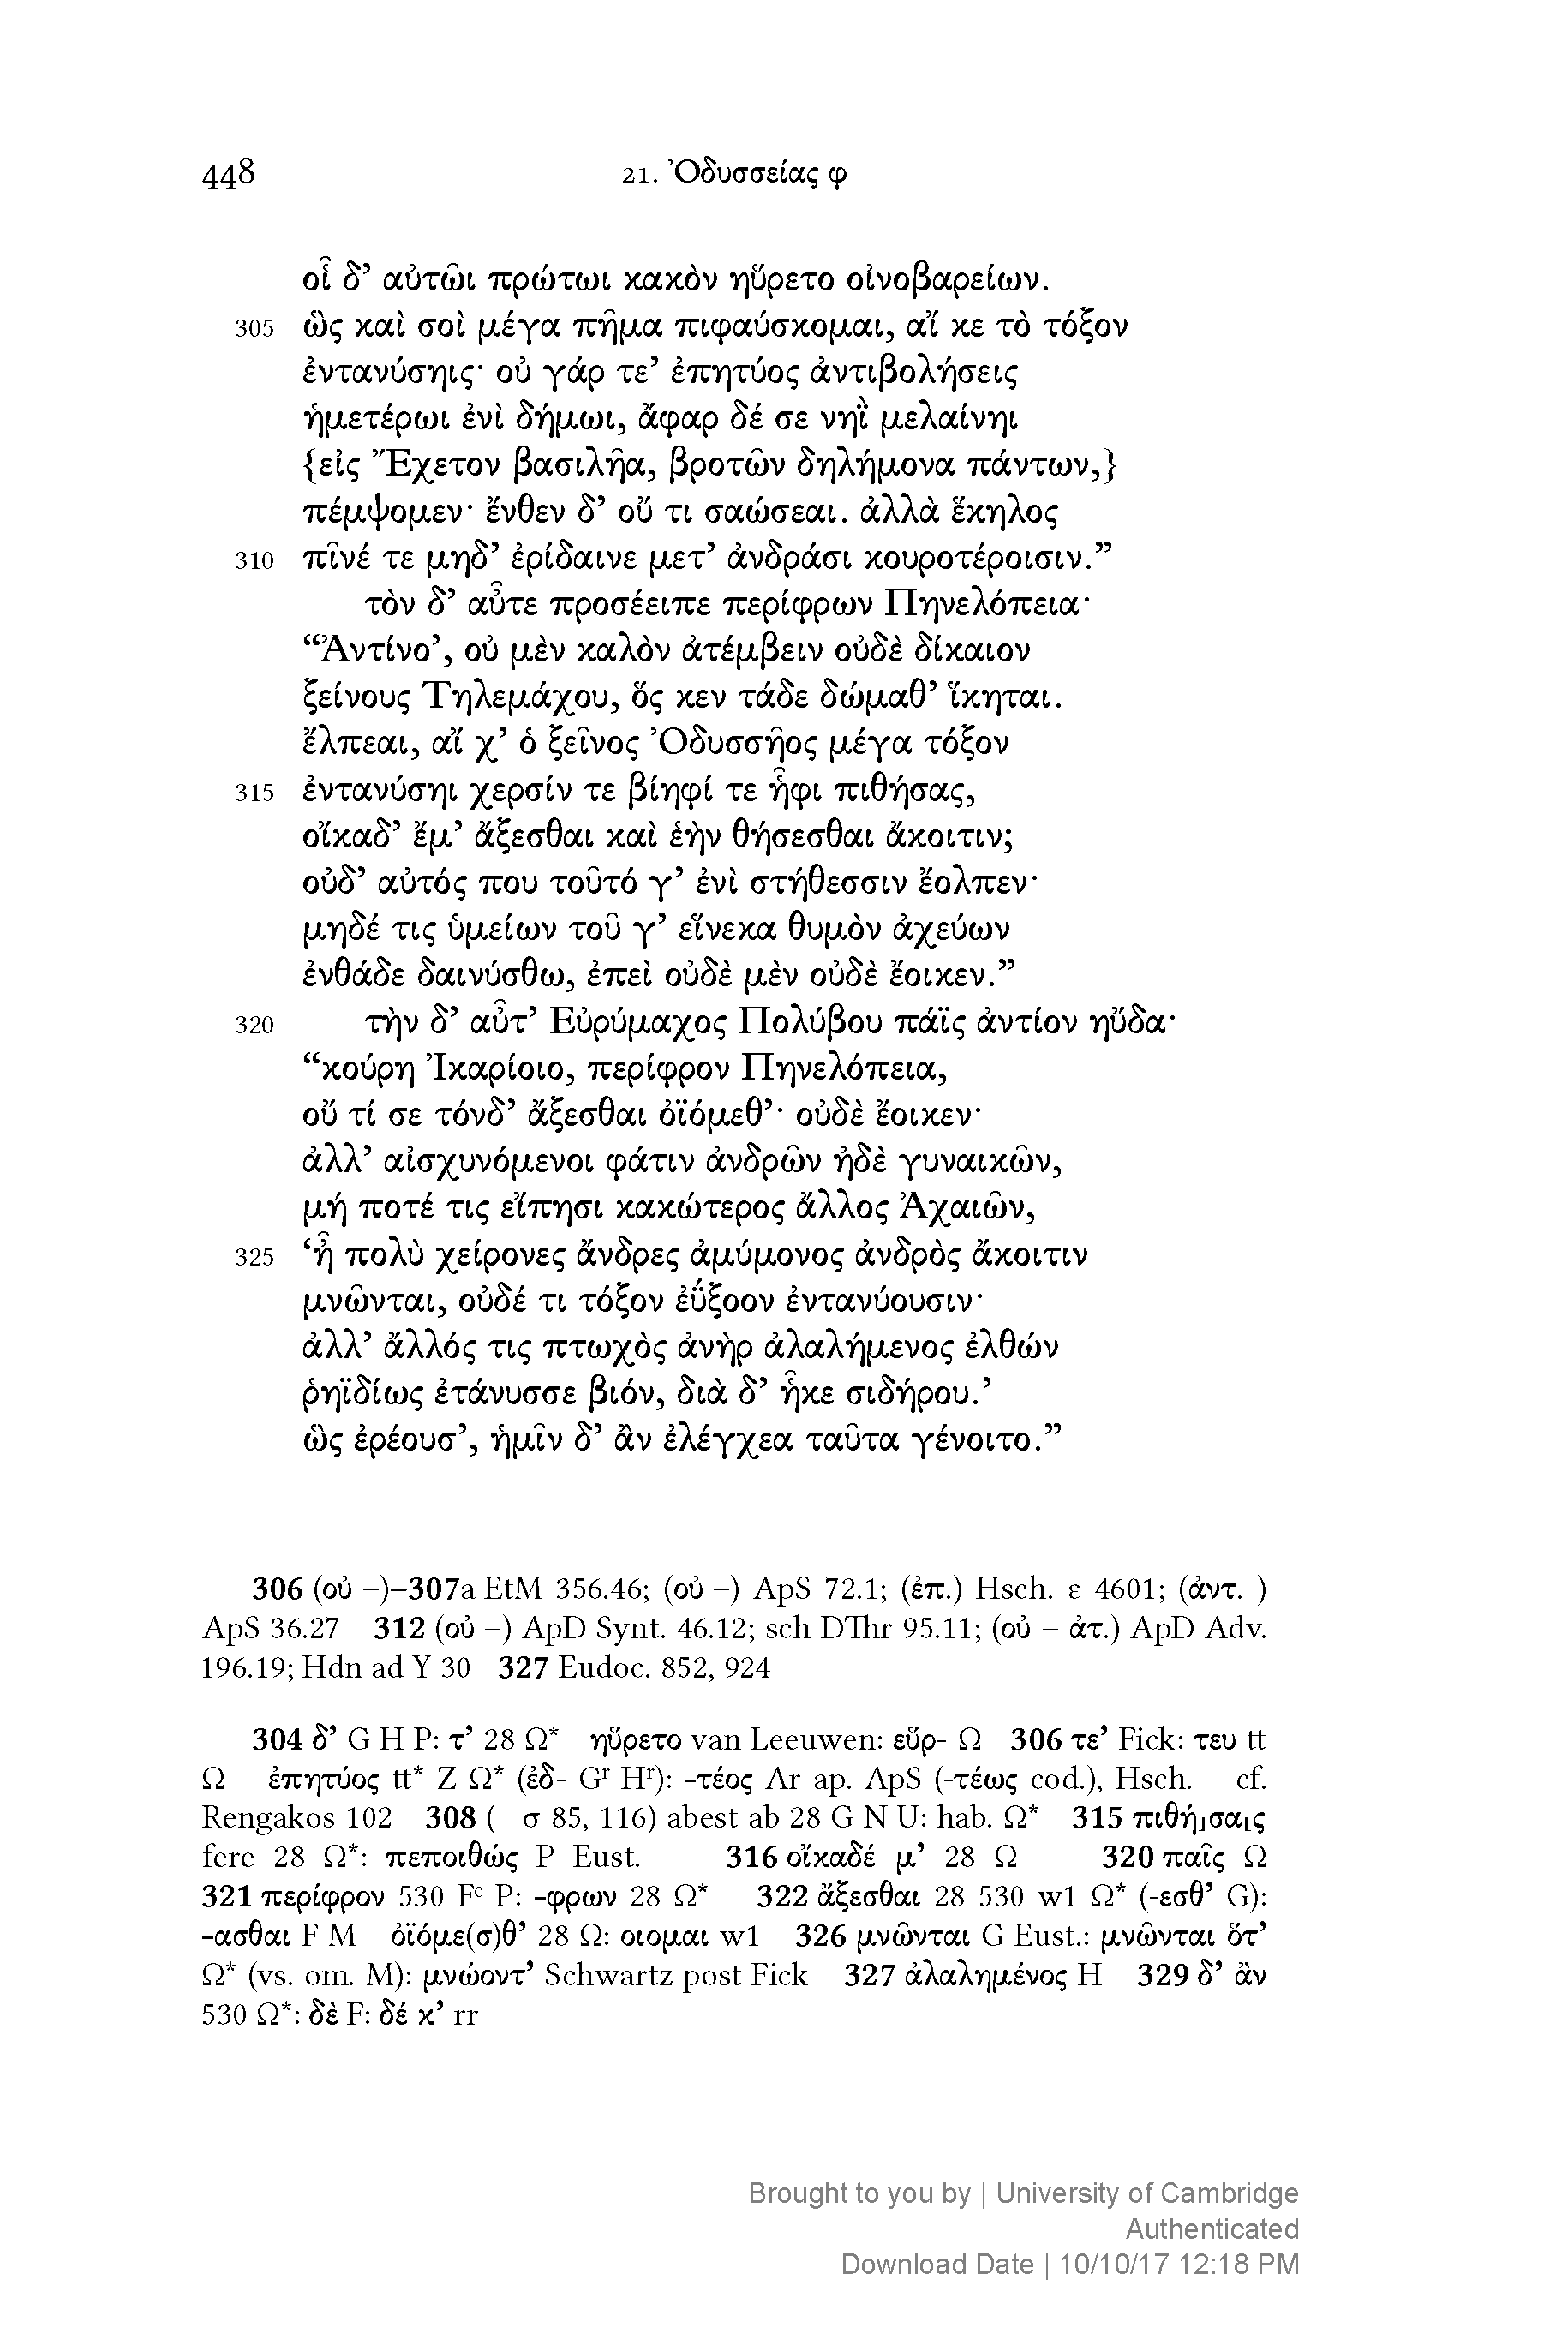 448 21. Ὀδυσσείας φ
οἷ δ’ αὐτῶι πρώτωι κακὸν ηὕρετο οἰνοβαρείων.
305 ὣς καὶ σοὶ μέγα πῆμα πιφαύσκομαι, αἴ κε τὸ τόξον
ἐντανύσηις· οὐ γάρ τε’ ἐπητύος ἀντιβολήσεις
ἡμετέρωι ἐνὶ δήμωι, ἄφαρ δέ σε νηῒ μελαίνηι
{εἰς Ἔχετον βασιλῆα, βροτῶν δηλήμονα πάντων,}
πέμψομεν· ἔνθεν δ’ οὔ τι σαώσεαι. ἀλλὰ ἕκηλος
310 πῖνέ τε μηδ’ ἐρίδαινε μετ’ ἀνδράσι κουροτέροισιν.”
τὸν δ’ αὖτε προσέειπε περίφρων Πηνελόπεια·
“Ἀντίνο’, οὐ μὲν καλὸν ἀτέμβειν οὐδὲ δίκαιον
ξείνους Τηλεμάχου, ὅς κεν τάδε δώμαθ’ ἵκηται.
ἔλπεαι, αἴ χ’ ὁ ξεῖνος Ὀδυσσῆος μέγα τόξον
315 ἐντανύσηι χερσίν τε βίηφί τε ἧφι πιθήσας,
οἴκαδ’ ἔμ’ ἄξεσθαι καὶ ἑὴν θήσεσθαι ἄκοιτιν;
οὐδ’ αὐτός που τοῦτό γ’ ἐνὶ στήθεσσιν ἔολπεν·
μηδέ τις ὑμείων τοῦ γ’ εἵνεκα θυμὸν ἀχεύων
ἐνθάδε δαινύσθω, ἐπεὶ οὐδὲ μὲν οὐδὲ ἔοικεν.”
320 τὴν δ’ αὖτ’ Εὐρύμαχος Πολύβου πάϊς ἀντίον ηὔδα·
“κούρη Ἰκαρίοιο, περίφρον Πηνελόπεια,
οὔ τί σε τόνδ’ ἄξεσθαι ὀϊόμεθ’· οὐδὲ ἔοικεν·
ἀλλ’ αἰσχυνόμενοι φάτιν ἀνδρῶν ἠδὲ γυναικῶν,
μή ποτέ τις εἴπησι κακώτερος ἄλλος Ἀχαιῶν,
325 ‘ἦ πολὺ χείρονες ἄνδρες ἀμύμονος ἀνδρὸς ἄκοιτιν
μνῶνται, οὐδέ τι τόξον ἐΰξοον ἐντανύουσιν·
ἀλλ’ ἄλλός τις πτωχὸς ἀνὴρ ἀλαλήμενος ἐλθών
ῥηϊδίως ἐτάνυσσε βιόν, διὰ δ’ ἧκε σιδήρου.’
ὣς ἐρέουσ’, ἡμῖν δ’ ἂν ἐλέγχεα ταῦτα γένοιτο.”
306 (οὐ –)–307a EtM 356.46; (οὐ –) ApS 72.1; (ἐπ.) Hsch. ε 4601; (ἀντ. )
ApS 36.27 312 (οὐ –) ApD Synt. 46.12; sch DThr 95.11; (οὐ – ἀτ.) ApD Adv.
196.19; Hdn ad Υ 30 327 Eudoc. 852, 924
304 δ’ G H P: τ’ 28 Ω* ηὕρετο van Leeuwen: εὕρ- Ω 306 τε’ Fick: τευ tt
Ω ἐπητύος tt* Z Ω* (ἐδ- Gʳ Hʳ): -τέος Ar ap. ApS (-τέως cod.), Hsch. – cf.
Rengakos 102 308 (= σ 85, 116) abest ab 28 G N U: hab. Ω* 315 πιθή⌋σας⌊
fere 28 Ω*: πεποιθώς P Eust. 316 οἴκαδέ μ’ 28 Ω 320 παῖς Ω
321 περίφρον 530 Fᶜ P: -φρων 28 Ω* 322 ἄξεσθαι 28 530 w1 Ω* (-εσθ’ G):
-ασθαι F M ὀϊόμε(σ)θ’ 28 Ω: οιομαι w1 326 μνῶνται G Eust.: μνῶνται ὅτ’
Ω* (vs. om. M): μνώοντ’ Schwartz post Fick 327 ἀλαλημένος H 329 δ’ ἂν
530 Ω*: δὲ F: δέ κ’ rr
Brought to you by | University of Cambridge
Authenticated
Download Date | 10/10/17 12:18 PM